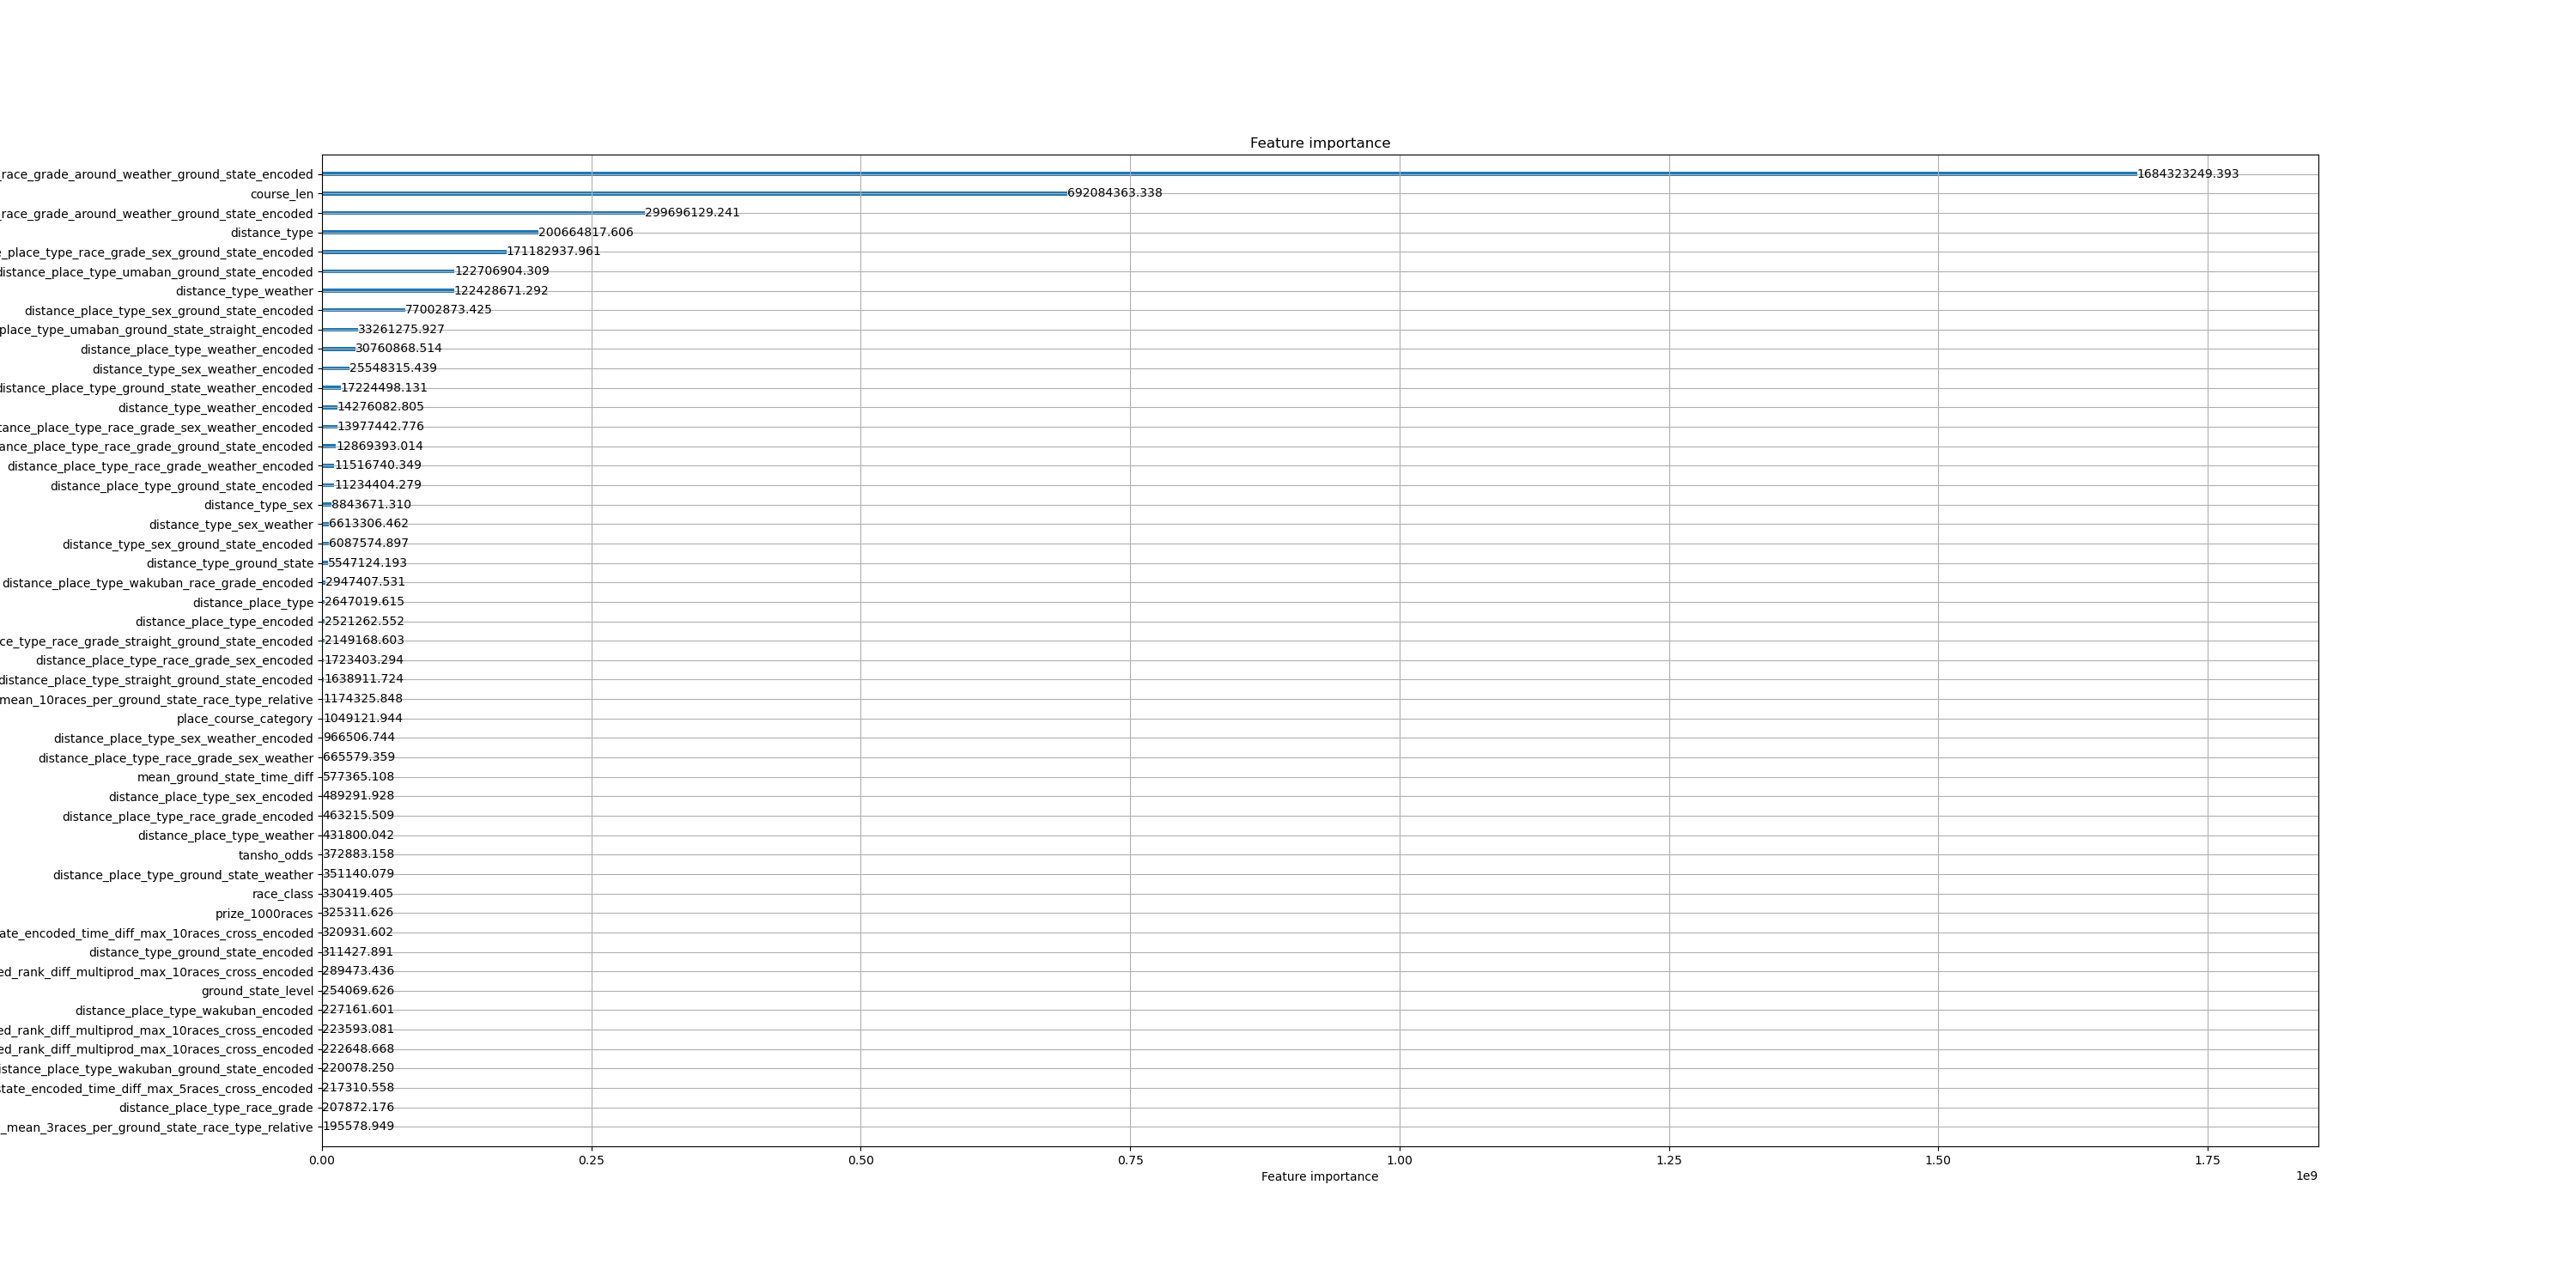 Feature importance
race_grade_around_weather_ground_state_encoded 1684323249.393
course_len 692084363.338
race_grade_around_weather_ground_state_encoded 299696129.241
distance_type 200664817.606
_place_type_race_grade_sex_ground_state_encoded 171182937.961
distance_place_type_umaban_ground_state_encoded 122706904.309
distance_type_weather 122428671.292
distance_place_type_sex_ground_state_encoded 77002873.425
place_type_umaban_ground_state_straight_encoded 33261275.927
distance_place_type_weather_encoded 30760868.514
distance_type_sex_weather_encoded 25548315.439
distance_place_type_ground_state_weather_encoded 17224498.131
distance_type_weather_encoded 14276082.805
tance_place_type_race_grade_sex_weather_encoded 13977442.776
ance_place_type_race_grade_ground_state_encoded 12869393.014
distance_place_type_race_grade_weather_encoded 11516740.349
distance_place_type_ground_state_encoded 11234404.279
distance_type_sex 8843671.310
distance_type_sex_weather 6613306.462
distance_type_sex_ground_state_encoded 6087574.897
distance_type_ground_state 5547124.193
distance_place_type_wakuban_race_grade_encoded 2947407.531
distance_place_type 2647019.615
distance_place_type_encoded 2521262.552
ce_type_race_grade_straight_ground_state_encoded 2149168.603
distance_place_type_race_grade_sex_encoded 1723403.294
distance_place_type_straight_ground_state_encoded 1638911.724
mean_10races_per_ground_state_race_type_relative 1174325.848
place_course_category 1049121.944
distance_place_type_sex_weather_encoded 966506.744
distance_place_type_race_grade_sex_weather 665579.359
mean_ground_state_time_diff 577365.108
distance_place_type_sex_encoded 489291.928
distance_place_type_race_grade_encoded 463215.509
distance_place_type_weather 431800.042
tansho_odds 372883.158
distance_place_type_ground_state_weather 351140.079
race_class 330419.405
prize_1000races 325311.626
ate_encoded_time_diff_max_10races_cross_encoded 320931.602
distance_type_ground_state_encoded 311427.891
ed_rank_diff_multiprod_max_10races_cross_encoded 289473.436
ground_state_level 254069.626
distance_place_type_wakuban_encoded 227161.601
ed_rank_diff_multiprod_max_10races_cross_encoded 223593.081
ed_rank_diff_multiprod_max_10races_cross_encoded 222648.668
istance_place_type_wakuban_ground_state_encoded 220078.250
tate_encoded_time_diff_max_5races_cross_encoded 217310.558
distance_place_type_race_grade 207872.176
_mean_3races_per_ground_state_race_type_relative 195578.949
0.00 0.25 0.50 0.75 1.00 1.25 1.50 1.75
1e9
Feature importance